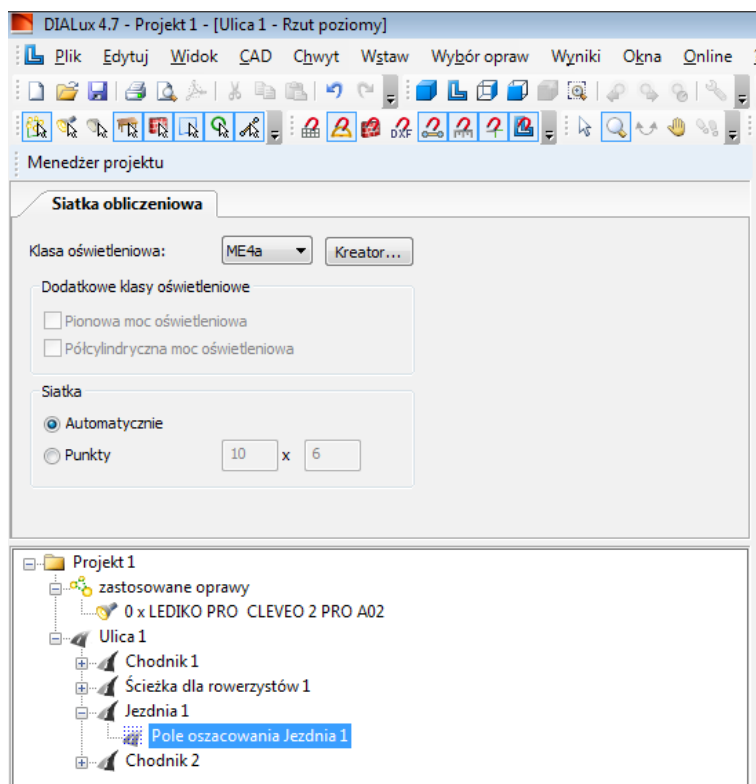 DIALux 4.7 - Projekt 1 - [Ulica 1 - Rzut poziomy]
Plik Edytuj Widok CAD Chwyt Wstaw Wybór opraw Wyniki Okna Online
DXF
Menedżer projektu
Siatka obliczeniowa
Klasa oświetleniowa: ME4a Kreator...
Dodatkowe klasy oświetleniowe
Pionowa moc oświetleniowa
Półcylindryczna moc oświetleniowa
Siatka
Automatycznie
Punkty 10 x 6
Projekt 1
zastosowane oprawy
0 x LEDIKO PRO CLEVEO 2 PRO A02
Ulica 1
Chodnik 1
Ścieżka dla rowerzystów 1
Jezdnia 1
Pole oszacowania Jezdnia 1
Chodnik 2